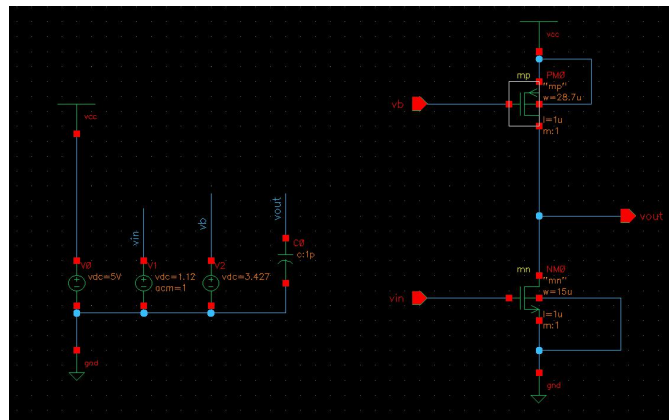 vcc
mp
PM0
"mp"
w=28.7u
l=1u
m:1
vb
vcc
vout
vin
vb
vout
C0
c:1p
V0
vdc=5V
V1
vdc=1.12
acm=1
V2
vdc=3.427
mn
NM0
"mn"
w=15u
l=1u
m:1
vin
gnd
gnd